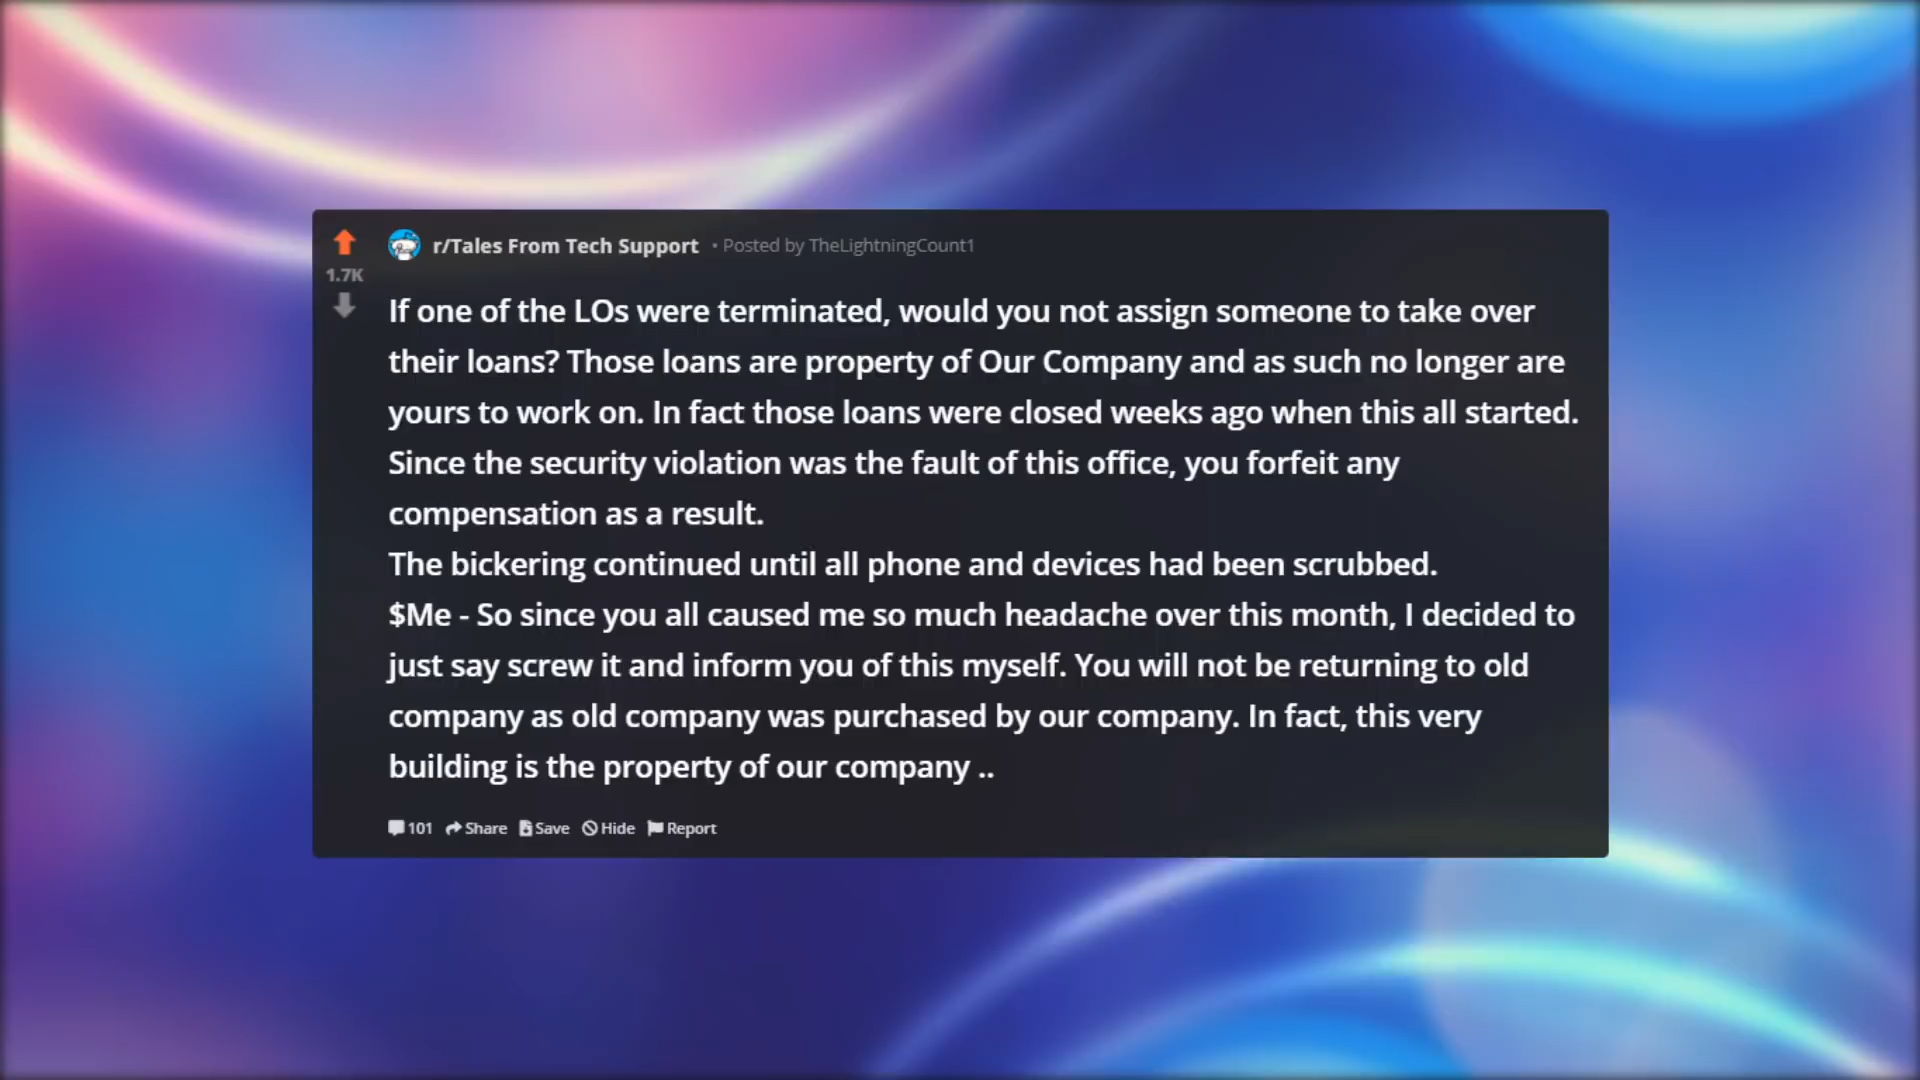 r/Tales From Tech Support • Posted by TheLightningCount1
1.7K
If one of the LOs were terminated, would you not assign someone to take over
their loans? Those loans are property of Our Company and as such no longer are
yours to work on. In fact those loans were closed weeks ago when this all started.
Since the security violation was the fault of this office, you forfeit any
compensation as a result.
The bickering continued until all phone and devices had been scrubbed.
$Me - So since you all caused me so much headache over this month, I decided to
just say screw it and inform you of this myself. You will not be returning to old
company as old company was purchased by our company. In fact, this very
building is the property of our company ..
101 Share Save Hide Report